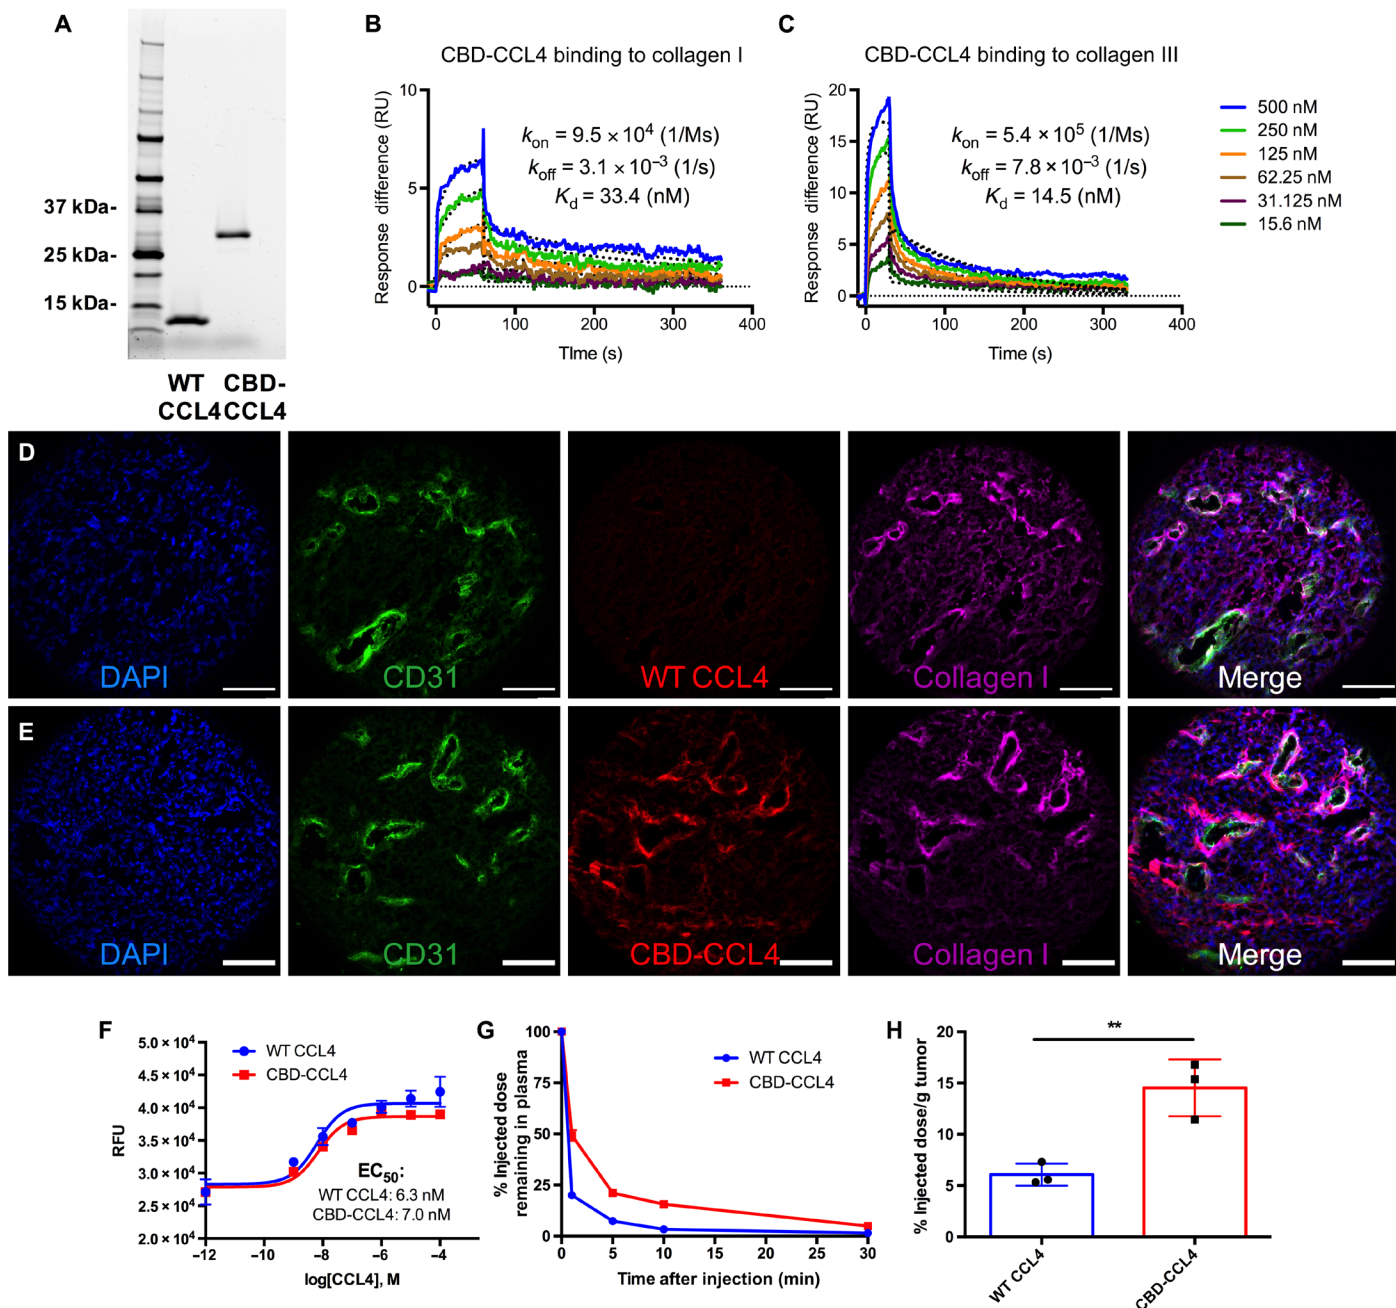 A
37 kDa-
25 kDa-
15 kDa-
WT CBD-
CCL4 CCL4
B
CBD-CCL4 binding to collagen I
Response difference (RU)
10
5
0
kon = 9.5 × 10⁴ (1/Ms)
koff = 3.1 × 10⁻³ (1/s)
Kd = 33.4 (nM)
0 100 200 300 400
TIme (s)
C
CBD-CCL4 binding to collagen III
Response difference (RU)
20
15
10
5
0
kon = 5.4 × 10⁵ (1/Ms)
koff = 7.8 × 10⁻³ (1/s)
Kd = 14.5 (nM)
0 100 200 300 400
Time (s)
500 nM
250 nM
125 nM
62.25 nM
31.125 nM
15.6 nM
D
DAPI
CD31
WT CCL4
Collagen I
Merge
E
DAPI
CD31
CBD-CCL4
Collagen I
Merge
F
RFU
5.0 × 10⁴
4.5 × 10⁴
4.0 × 10⁴
3.5 × 10⁴
3.0 × 10⁴
2.5 × 10⁴
2.0 × 10⁴
WT CCL4
CBD-CCL4
EC50:
WT CCL4: 6.3 nM
CBD-CCL4: 7.0 nM
−12 −10 −8 −6 −4
log[CCL4], M
G
% Injected dose
remaining in plasma
100
75
50
25
0
WT CCL4
CBD-CCL4
0 5 10 15 20 25 30
Time after injection (min)
H
% Injected dose/g tumor
20
15
10
5
0
**
WT CCL4
CBD-CCL4